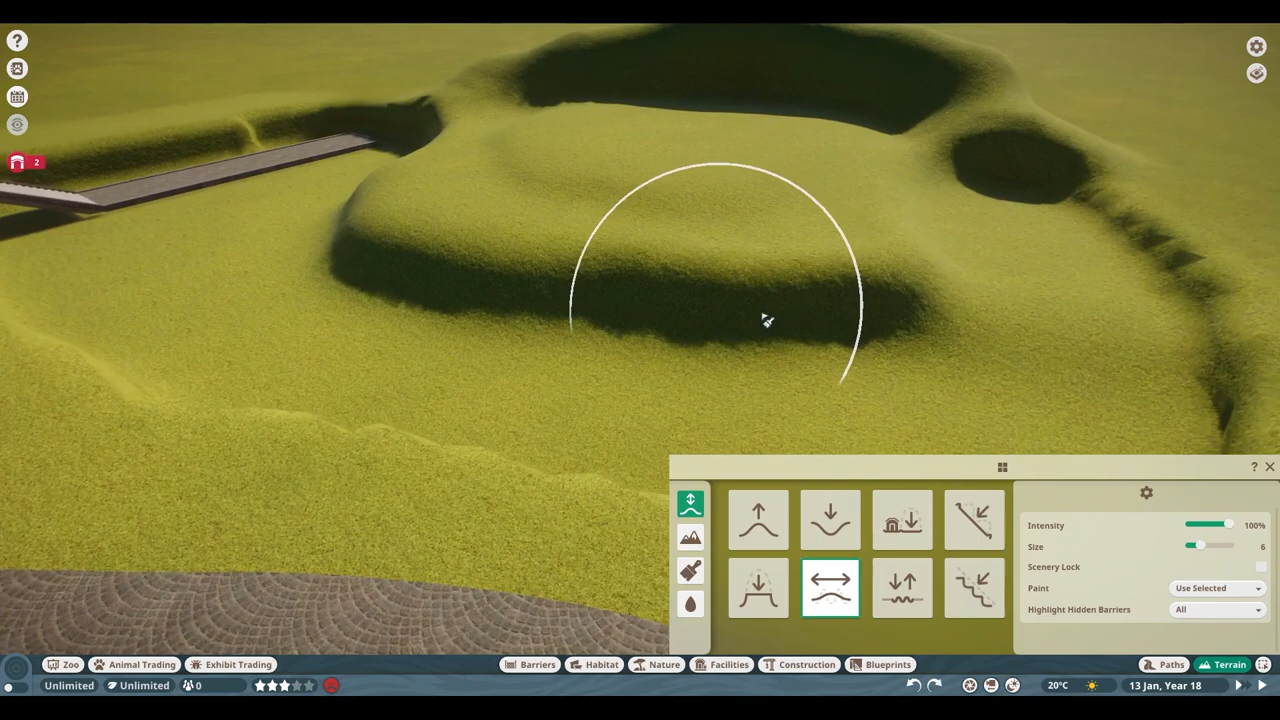 ?
2
? ×
Intensity 100%
Size 6
Scenery Lock
Paint Use Selected
Highlight Hidden Barriers All
Zoo Animal Trading Exhibit Trading Barriers Habitat Nature Facilities Construction Blueprints Paths Terrain
Unlimited Unlimited 0 20°C 13 Jan, Year 18